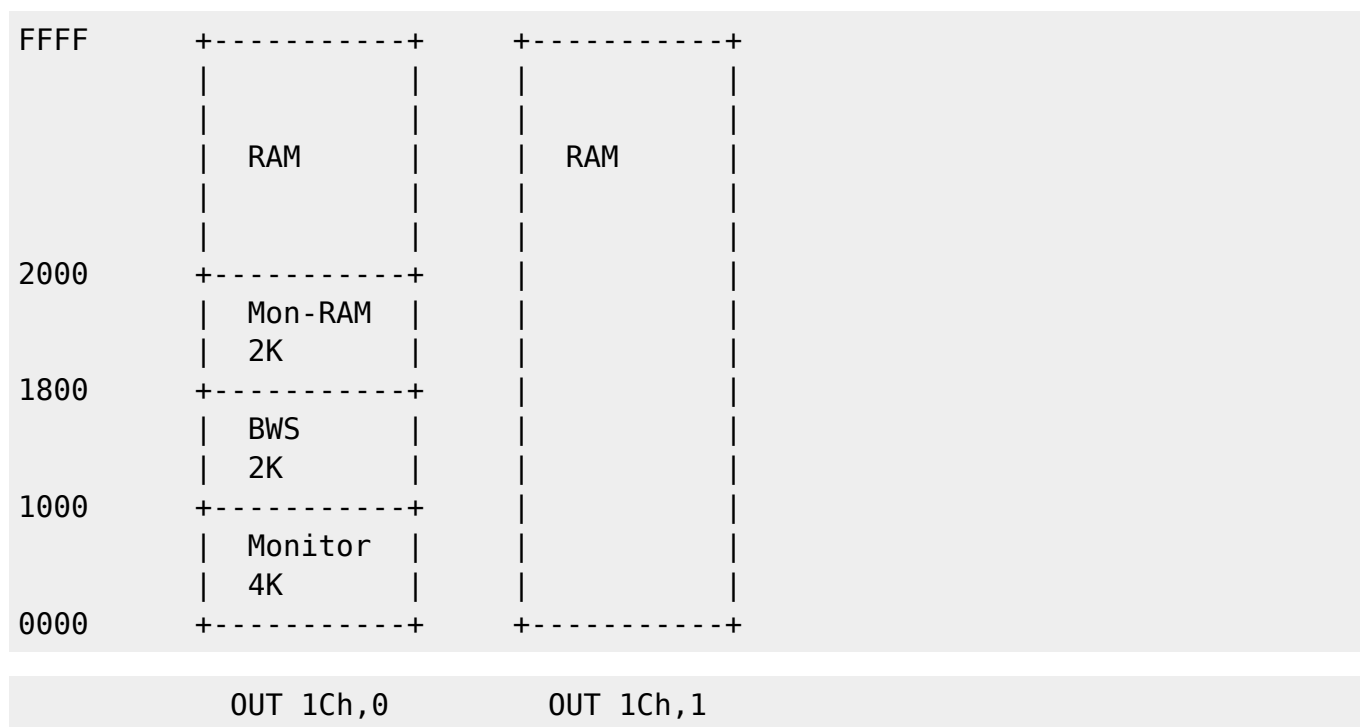 FFFF       +-----------+     +-----------+
           |           |     |           |
           |           |     |           |
           |  RAM      |     |  RAM      |
           |           |     |           |
           |           |     |           |
2000       +-----------+     |           |
           |  Mon-RAM  |     |           |
           |  2K       |     |           |
1800       +-----------+     |           |
           |  BWS      |     |           |
           |  2K       |     |           |
1000       +-----------+     |           |
           |  Monitor  |     |           |
           |  4K       |     |           |
0000       +-----------+     +-----------+
            OUT 1Ch,0         OUT 1Ch,1